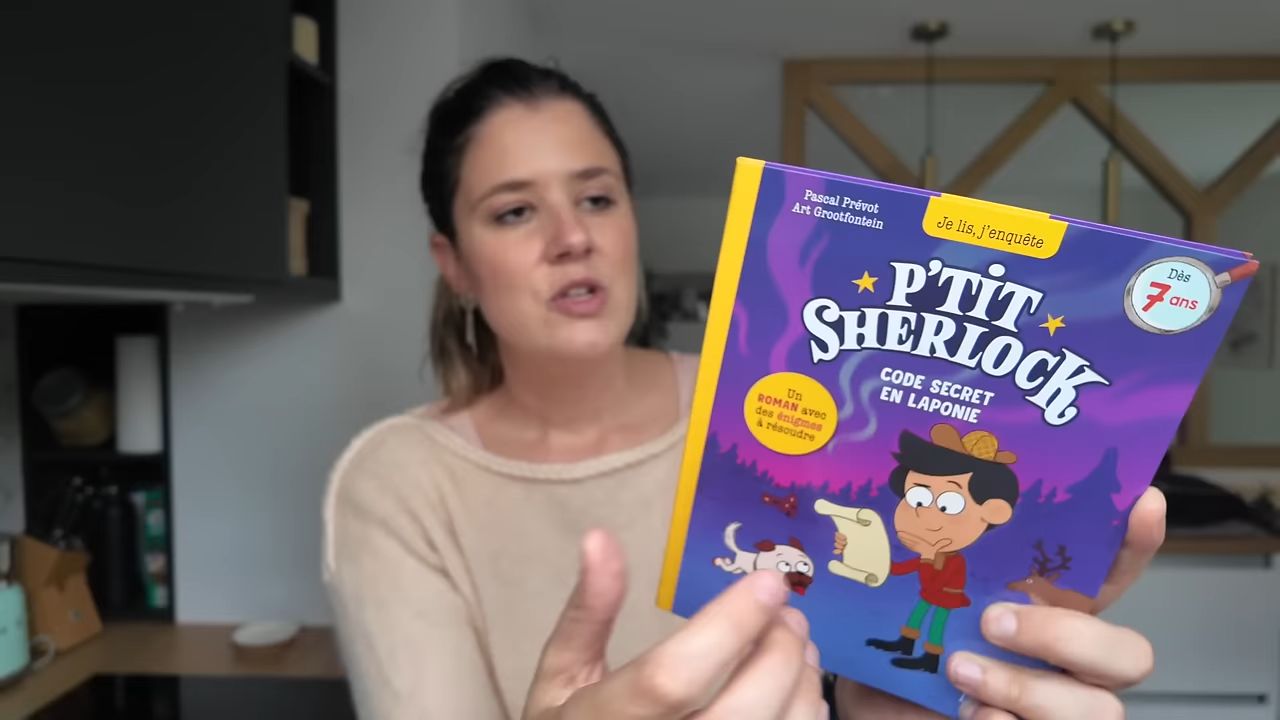 Pascal Prévot
Art Grootfontein
Je lis, j'enquête
Dès
7 ans
P'TIT
SHERLOCK
CODE SECRET
EN LAPONIE
Un
ROMAN avec
des énigmes
à résoudre